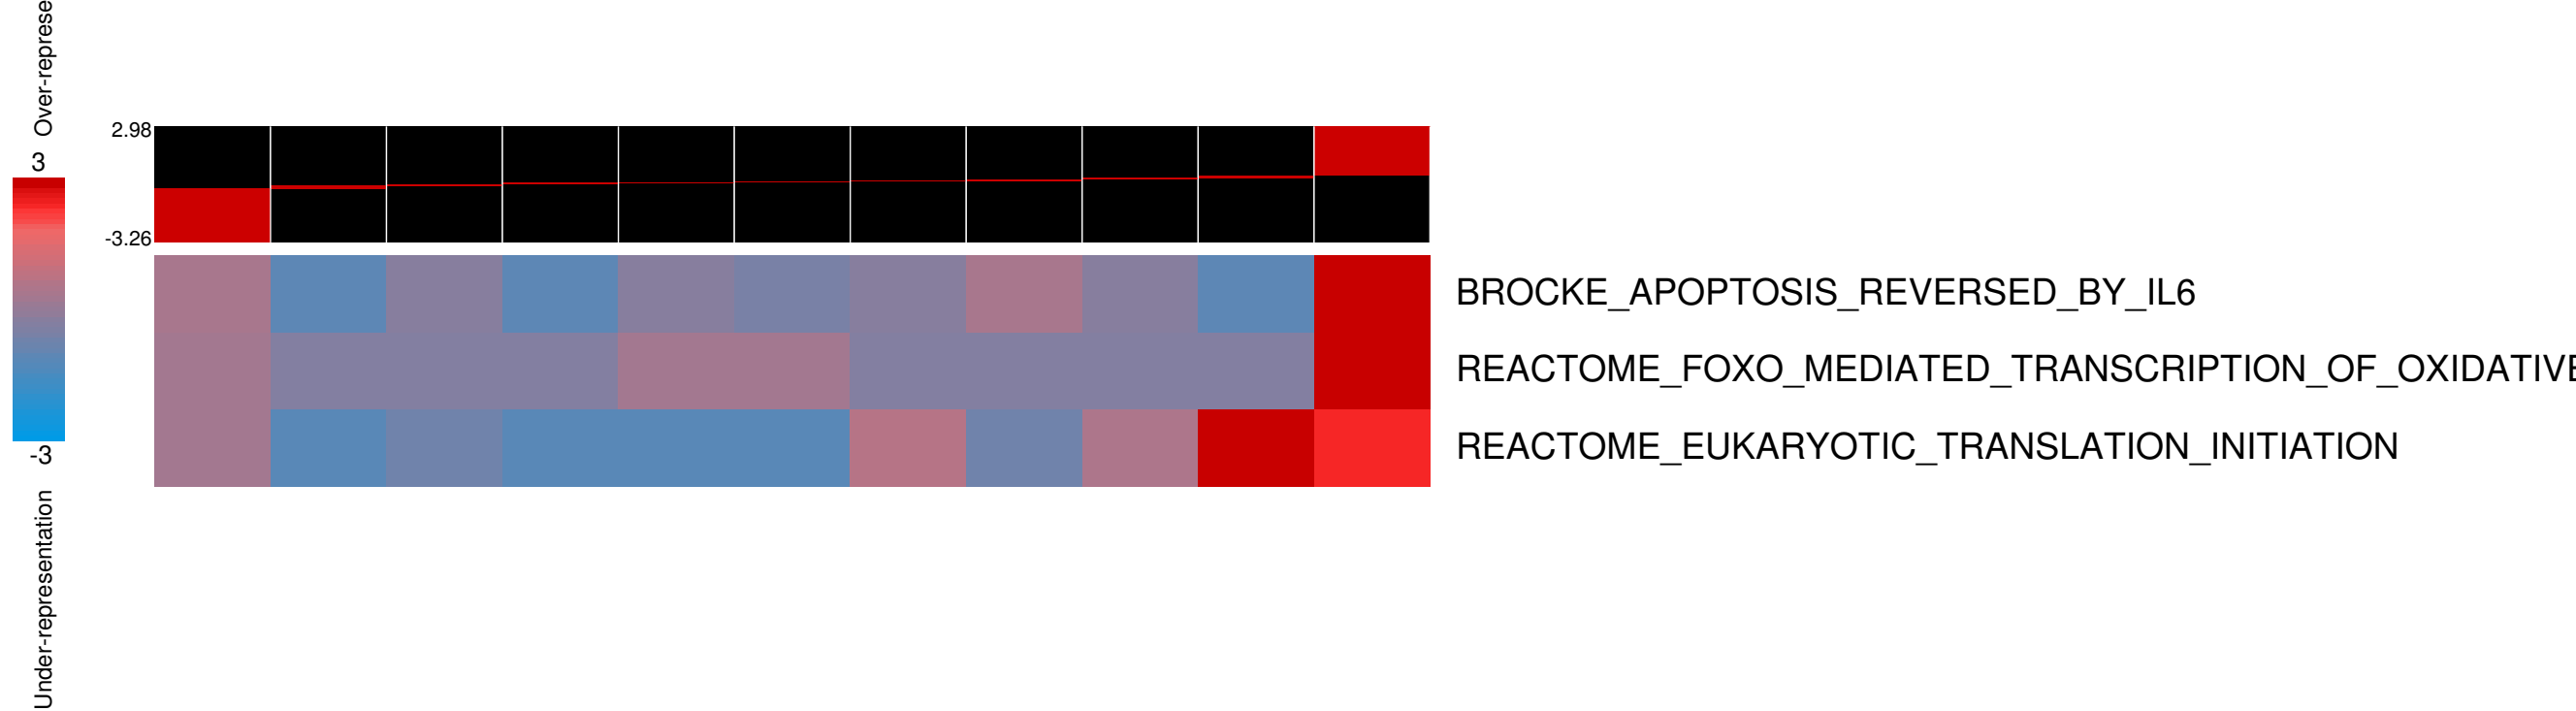 Over-represe
3
2.98
-3.26
-3
Under-representation
BROCKE_APOPTOSIS_REVERSED_BY_IL6
REACTOME_FOXO_MEDIATED_TRANSCRIPTION_OF_OXIDATIVE
REACTOME_EUKARYOTIC_TRANSLATION_INITIATION